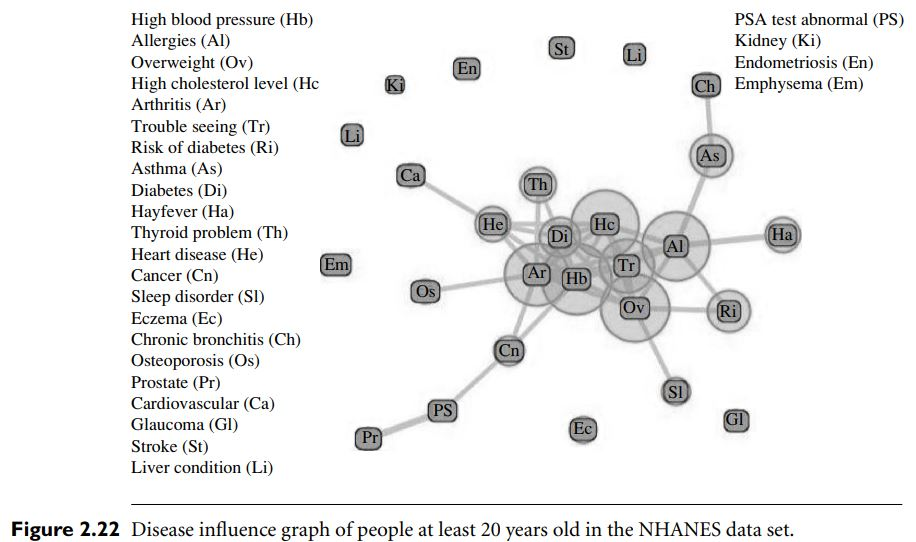 High blood pressure (Hb)
Allergies (Al)
Overweight (Ov)
High cholesterol level (Hc
Arthritis (Ar)
Trouble seeing (Tr)
Risk of diabetes (Ri)
Asthma (As)
Diabetes (Di)
Hayfever (Ha)
Thyroid problem (Th)
Heart disease (He)
Cancer (Cn)
Sleep disorder (Sl)
Eczema (Ec)
Chronic bronchitis (Ch)
Osteoporosis (Os)
Prostate (Pr)
Cardiovascular (Ca)
Glaucoma (Gl)
Stroke (St)
Liver condition (Li)
PSA test abnormal (PS)
Kidney (Ki)
Endometriosis (En)
Emphysema (Em)
St
Li
En
Ki
Ch
Li
As
Ca
Th
He
Hc
Di
Al
Ha
Em
Ar
Hb
Tr
Os
Ov
Ri
Cn
Sl
PS
Gl
Pr
Ec
Figure 2.22 Disease influence graph of people at least 20 years old in the NHANES data set.